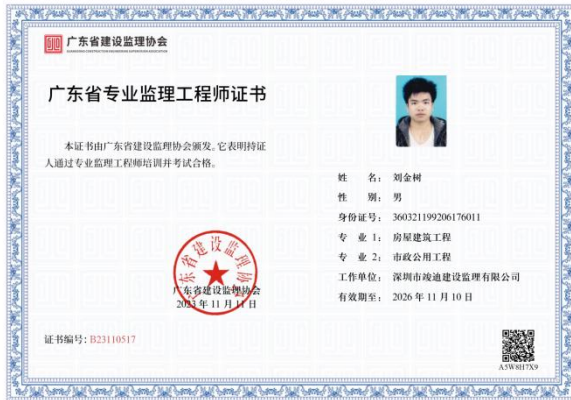 广东省建设监理协会
GUANGDONG CONSTRUCTION ENGINEERING SUPERVISION ASSOCIATION
广东省专业监理工程师证书
本证书由广东省建设监理协会颁发。它表明持证
人通过专业监理工程师培训并考试合格。
姓 名: 刘金树
性 别: 男
身份证号: 360321199206176011
专 业 1: 房屋建筑工程
专 业 2: 市政公用工程
工作单位: 深圳市竣迪建设监理有限公司
有效期至: 2026 年 11 月 10 日
广东省建设监理协会
广东省建设监理协会
2023 年 11 月 11 日
证书编号: B23110517
A5W8H7X9